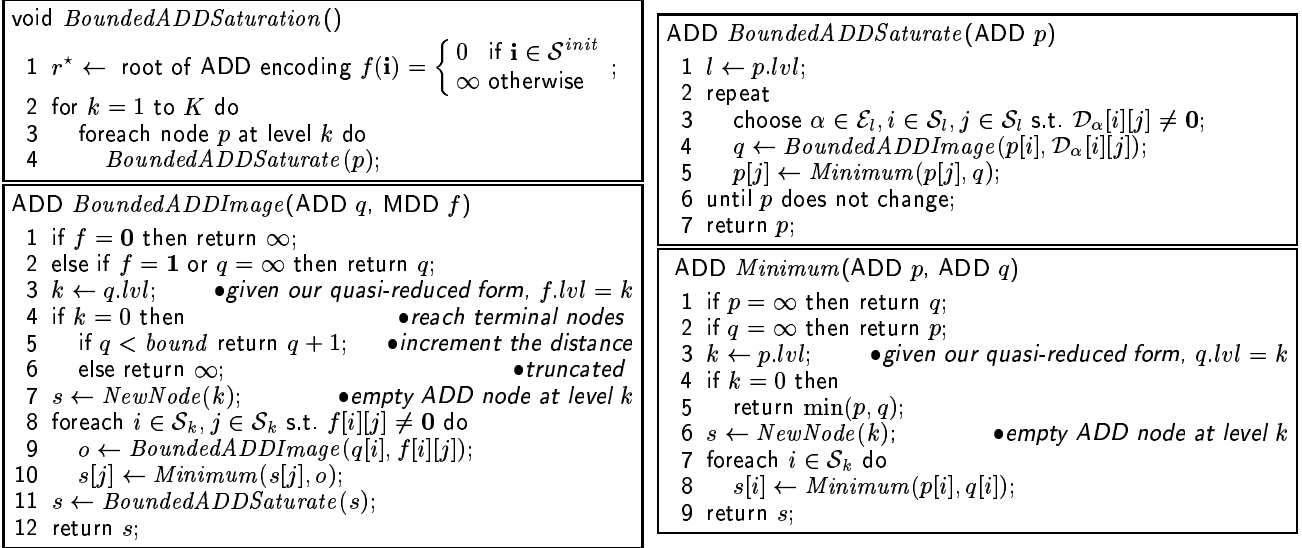 void BoundedADDSaturation()
1 r⋆ ← root of ADD encoding f(i) = { 0 if i ∈ S^init
∞ otherwise ;
2 for k = 1 to K do
3 foreach node p at level k do
4 BoundedADDSaturate(p);
ADD BoundedADDImage(ADD q, MDD f)
1 if f = 0 then return ∞;
2 else if f = 1 or q = ∞ then return q;
3 k ← q.lvl; •given our quasi-reduced form, f.lvl = k
4 if k = 0 then •reach terminal nodes
5 if q < bound return q + 1; •increment the distance
6 else return ∞; •truncated
7 s ← NewNode(k); •empty ADD node at level k
8 foreach i ∈ S_k, j ∈ S_k s.t. f[i][j] ≠ 0 do
9 o ← BoundedADDImage(q[i], f[i][j]);
10 s[j] ← Minimum(s[j], o);
11 s ← BoundedADDSaturate(s);
12 return s;
ADD BoundedADDSaturate(ADD p)
1 l ← p.lvl;
2 repeat
3 choose α ∈ E_l, i ∈ S_l, j ∈ S_l s.t. D_α[i][j] ≠ 0;
4 q ← BoundedADDImage(p[i], D_α[i][j]);
5 p[j] ← Minimum(p[j], q);
6 until p does not change;
7 return p;
ADD Minimum(ADD p, ADD q)
1 if p = ∞ then return q;
2 if q = ∞ then return p;
3 k ← p.lvl; •given our quasi-reduced form, q.lvl = k
4 if k = 0 then
5 return min(p, q);
6 s ← NewNode(k); •empty ADD node at level k
7 foreach i ∈ S_k do
8 s[i] ← Minimum(p[i], q[i]);
9 return s;